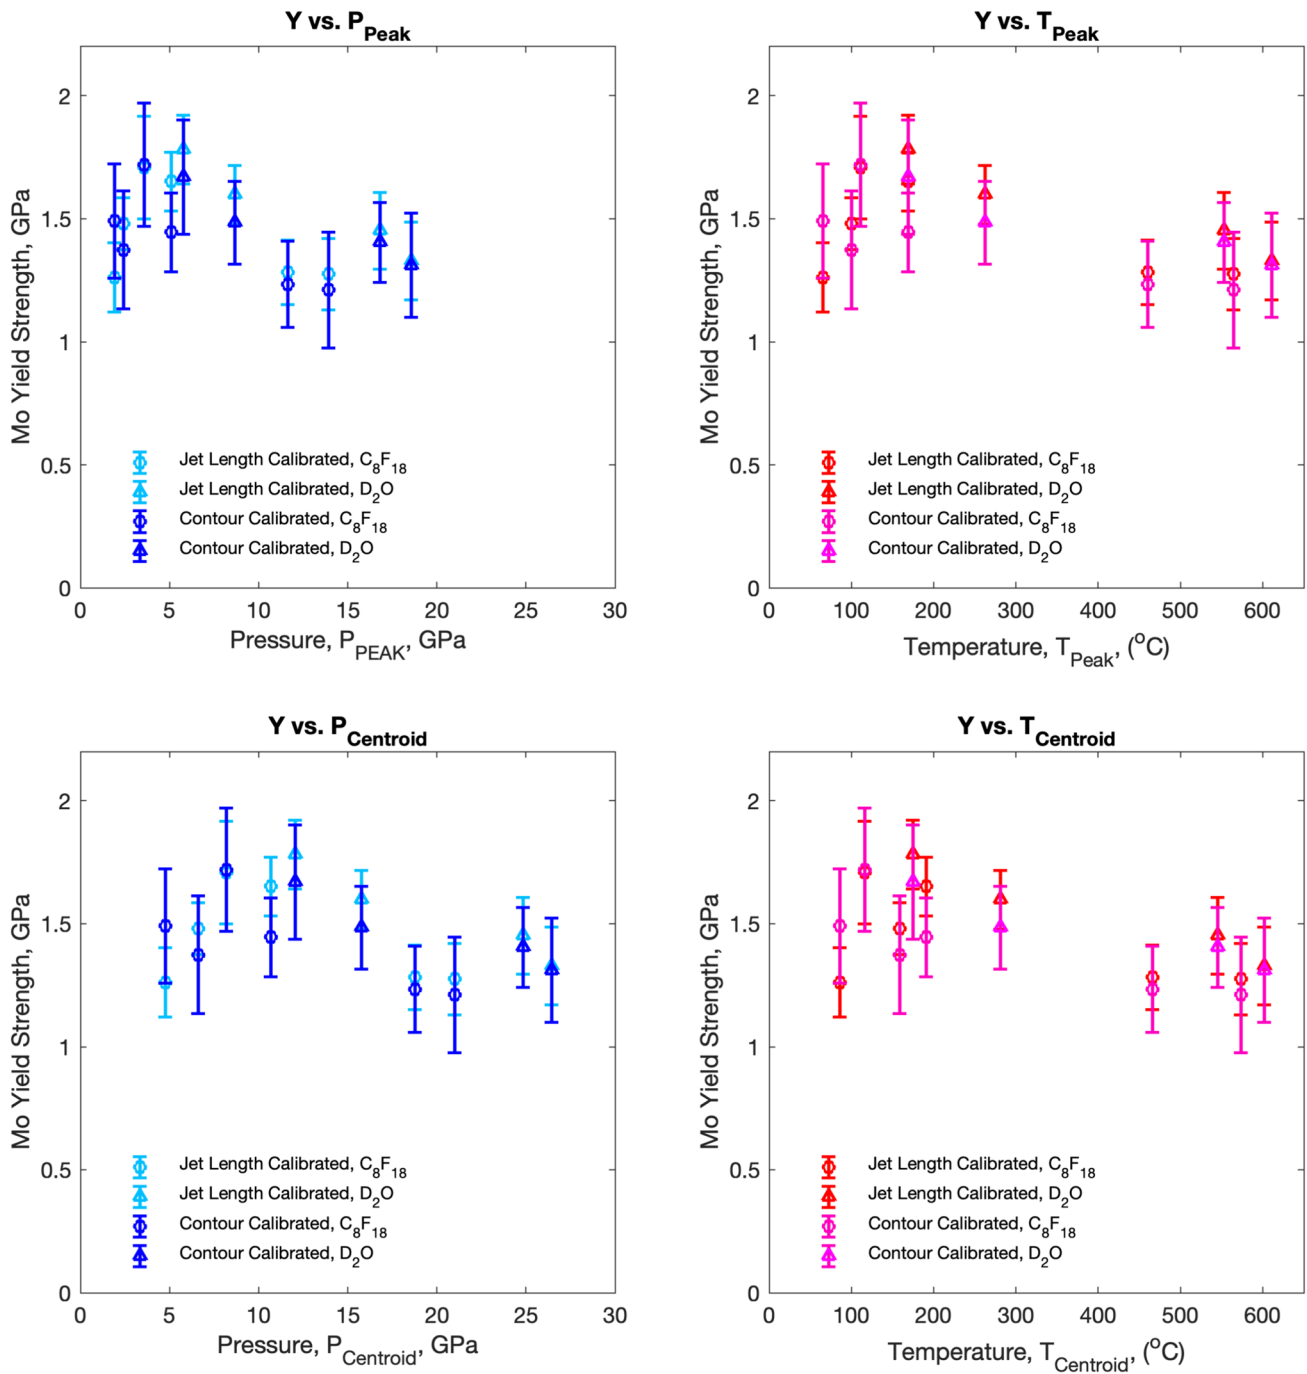 Y vs. P_Peak
2
1.5
1
0.5
0
Mo Yield Strength, GPa
Jet Length Calibrated, C8F18
Jet Length Calibrated, D2O
Contour Calibrated, C8F18
Contour Calibrated, D2O
0 5 10 15 20 25 30
Pressure, P_PEAK, GPa
Y vs. T_Peak
2
1.5
1
0.5
0
Mo Yield Strength, GPa
Jet Length Calibrated, C8F18
Jet Length Calibrated, D2O
Contour Calibrated, C8F18
Contour Calibrated, D2O
0 100 200 300 400 500 600
Temperature, T_Peak, (°C)
Y vs. P_Centroid
2
1.5
1
0.5
0
Mo Yield Strength, GPa
Jet Length Calibrated, C8F18
Jet Length Calibrated, D2O
Contour Calibrated, C8F18
Contour Calibrated, D2O
0 5 10 15 20 25 30
Pressure, P_Centroid, GPa
Y vs. T_Centroid
2
1.5
1
0.5
0
Mo Yield Strength, GPa
Jet Length Calibrated, C8F18
Jet Length Calibrated, D2O
Contour Calibrated, C8F18
Contour Calibrated, D2O
0 100 200 300 400 500 600
Temperature, T_Centroid, (°C)